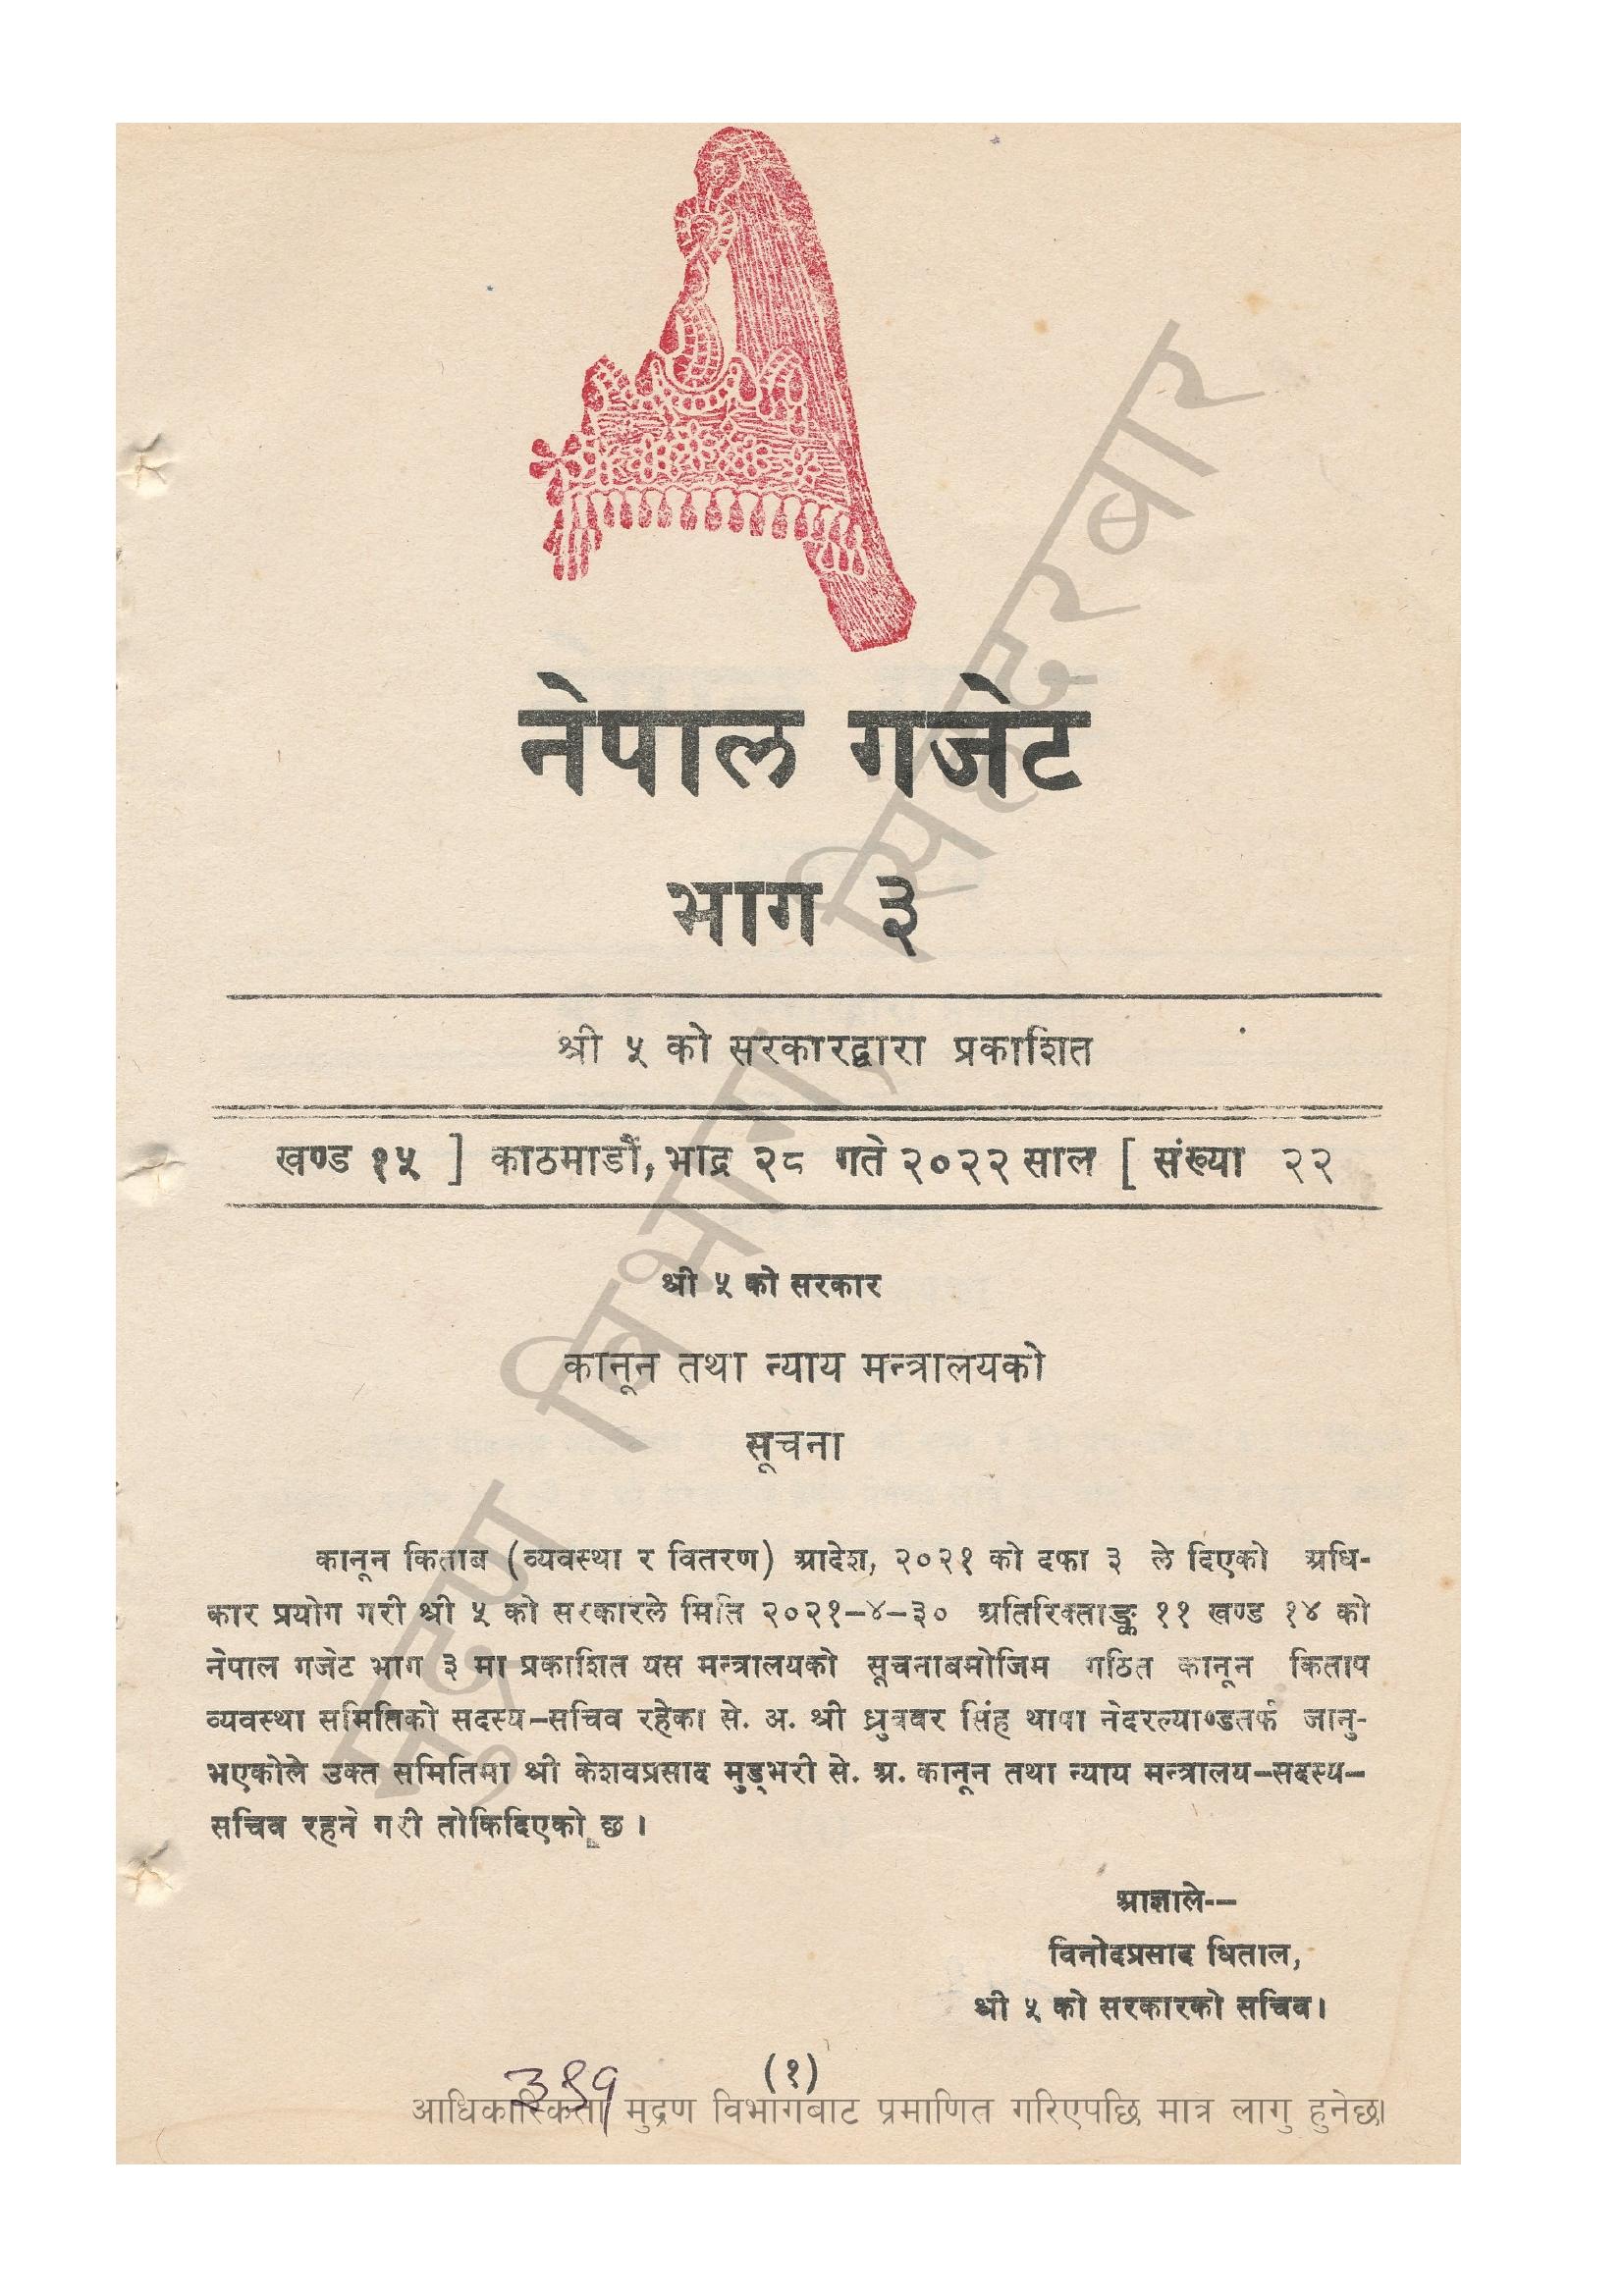 नेपाल गजेट
भाग ३
श्री ५ को सरकारद्वारा प्रकाशित
खण्ड १५ ] काठमाडौं, भाद्र २८ गते २०२२ साल [ संख्या २२
श्री ५ को सरकार
कानून तथा न्याय मन्त्रालयको
सूचना
कानून किताब (व्यवस्था र वितरण) आदेश, २०२१ को दफा ३ ले दिएको अधि-
कार प्रयोग गरी श्री ५ को सरकारले मिति २०२१-४-३० अतिरिक्ताङ्क ११ खण्ड १४ को
नेपाल गजेट भाग ३ मा प्रकाशित यस मन्त्रालयको सूचनाबमोजिम गठित कानून किताप
व्यवस्था समितिको सदस्य-सचिव रहेका से. अ. श्री ध्रुववर सिंह थापा नेदरल्याण्डतर्फ जानु-
भएकोले उक्त समितिमा श्री केशवप्रसाद मुड्भरी से. अ. कानून तथा न्याय मन्त्रालय-सदस्य-
सचिव रहने गरी तोकिदिएको छ ।
आज्ञाले--
विनोदप्रसाद धिताल,
श्री ५ को सरकारको सचिव।
(१)
३९१
आधिकारिकता मुद्रण विभागबाट प्रमाणित गरिएपछि मात्र लागु हुनेछ।
मुद्रण विभाग, सिंहदरबार